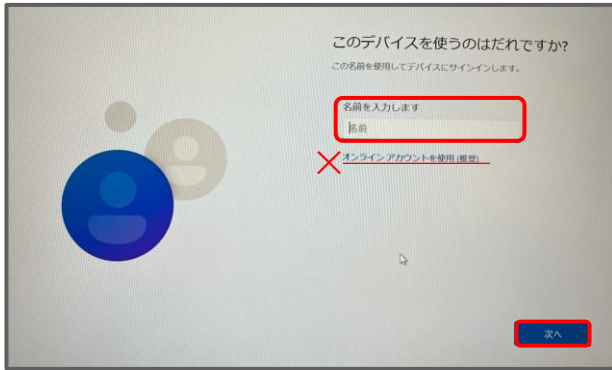 このデバイスを使うのはだれですか?
この名前を使用してデバイスにサインインします。
名前を入力します
名前
オンライン アカウントを使用 (推奨)
次へ